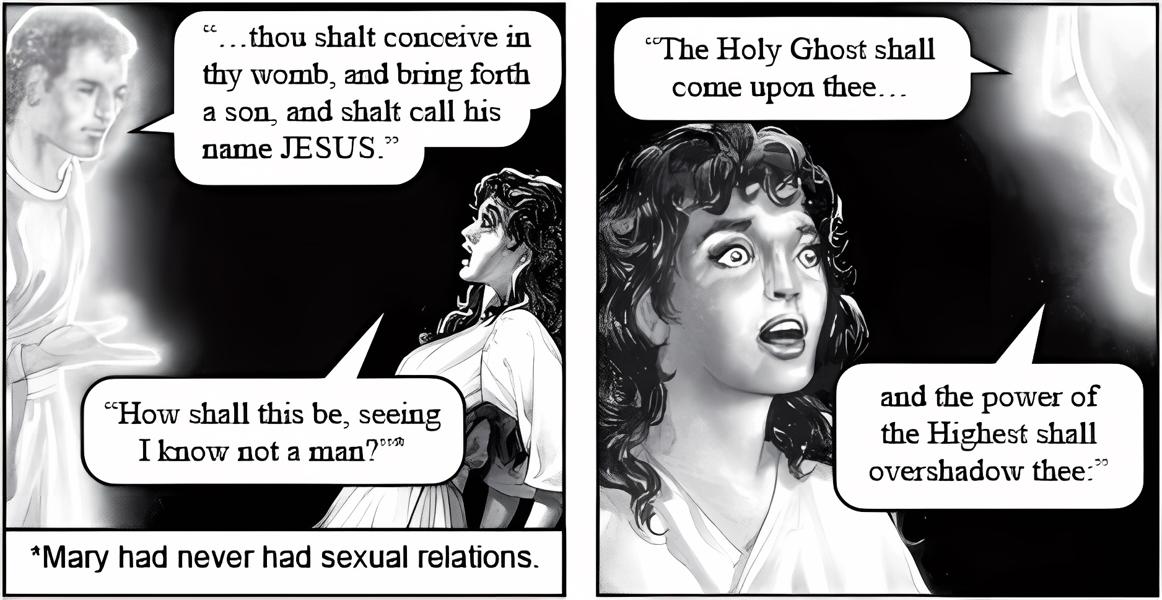 “…thou shalt conceive in
thy womb, and bring forth
a son, and shalt call his
name JESUS.”
“How shall this be, seeing
I know not a man?”*
*Mary had never had sexual relations.
“The Holy Ghost shall
come upon thee…
and the power of
the Highest shall
overshadow thee:”